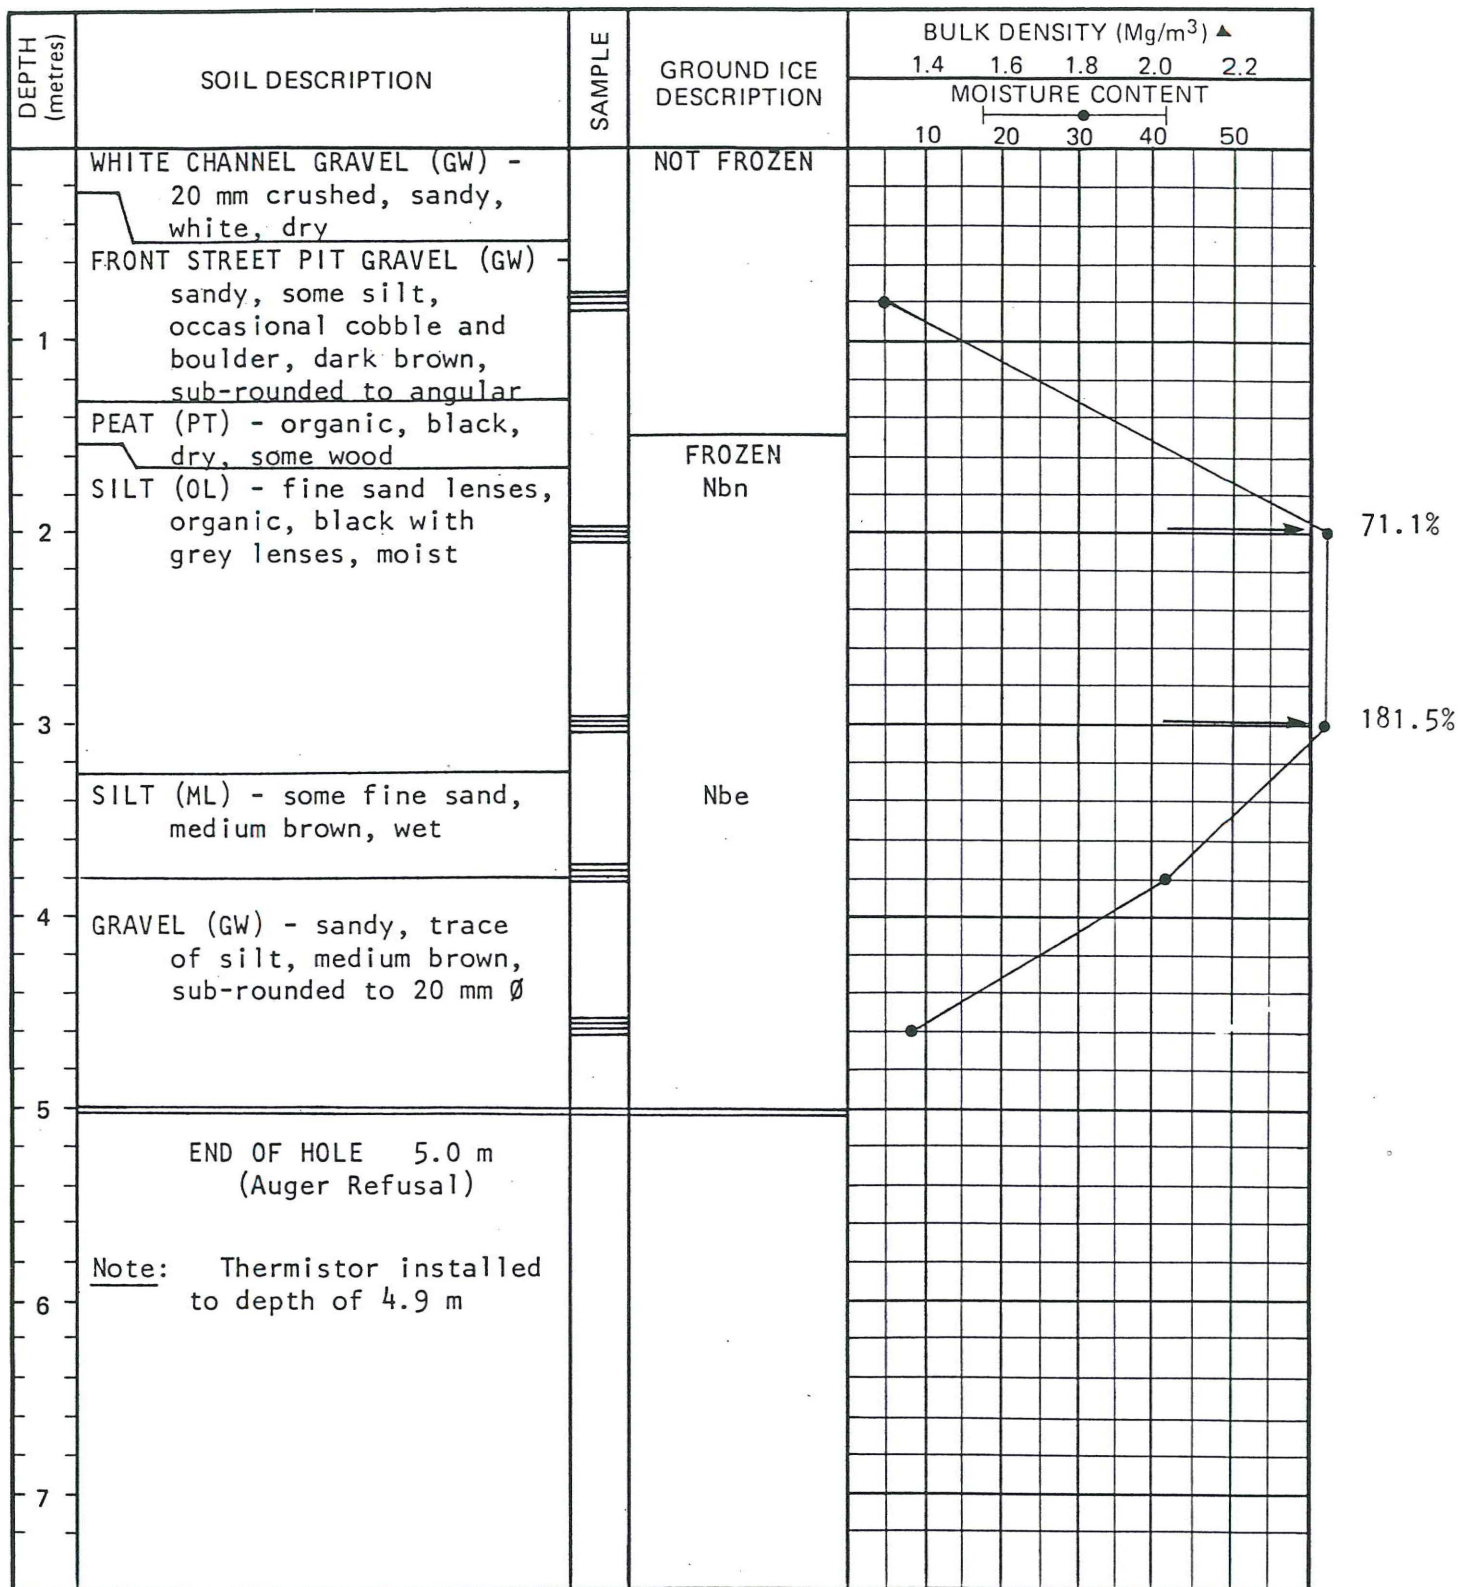 DEPTH
(metres)
SOIL DESCRIPTION
SAMPLE
GROUND ICE
DESCRIPTION
BULK DENSITY (Mg/m³) ▲
1.4 1.6 1.8 2.0 2.2
MOISTURE CONTENT
10 20 30 40 50
WHITE CHANNEL GRAVEL (GW) -
20 mm crushed, sandy,
white, dry
NOT FROZEN
FRONT STREET PIT GRAVEL (GW) -
sandy, some silt,
occasional cobble and
boulder, dark brown,
sub-rounded to angular
1
PEAT (PT) - organic, black,
dry, some wood
FROZEN
Nbn
SILT (OL) - fine sand lenses,
organic, black with
grey lenses, moist
2
71.1%
3
181.5%
SILT (ML) - some fine sand,
medium brown, wet
Nbe
4
GRAVEL (GW) - sandy, trace
of silt, medium brown,
sub-rounded to 20 mm Ø
5
END OF HOLE 5.0 m
(Auger Refusal)
Note: Thermistor installed
to depth of 4.9 m
6
7